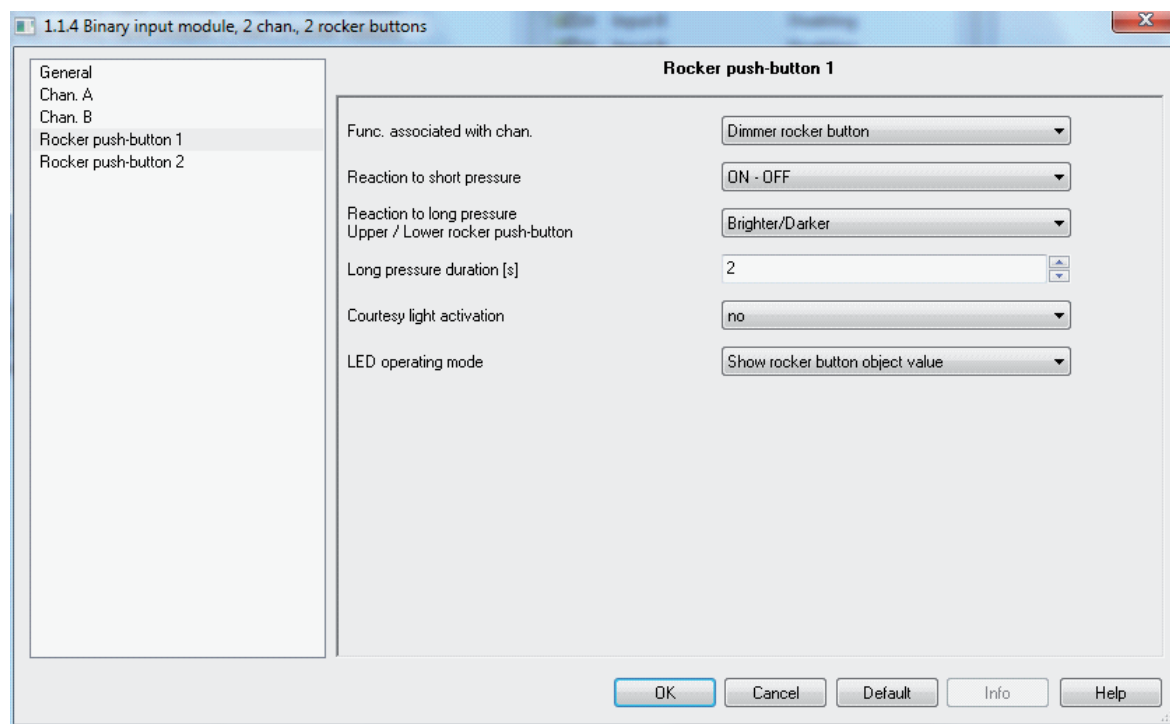 1.1.4 Binary input module, 2 chan., 2 rocker buttons
General
Chan. A
Chan. B
Rocker push-button 1
Rocker push-button 2
Rocker push-button 1
Func. associated with chan.
Dimmer rocker button
Reaction to short pressure
ON - OFF
Reaction to long pressure
Upper / Lower rocker push-button
Brighter/Darker
Long pressure duration [s]
2
Courtesy light activation
no
LED operating mode
Show rocker button object value
OK
Cancel
Default
Info
Help